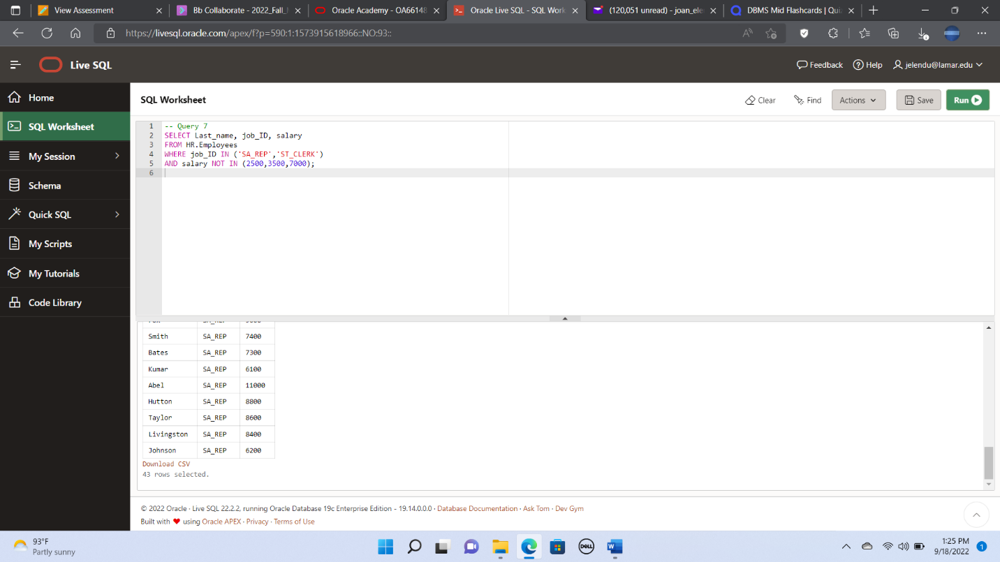 View Assessment
Bb Collaborate - 2022_Fall_
Oracle Academy - OA66148
Oracle Live SQL - SQL Work
(120,051 unread) - joan_ele
DBMS Mid Flashcards | Quiz
https://livesql.oracle.com/apex/f?p=590:1:1573915618966::NO:93::
Live SQL
Feedback
Help
jelendu@lamar.edu
Home
SQL Worksheet
My Session
Schema
Quick SQL
My Scripts
My Tutorials
Code Library
SQL Worksheet
Clear
Find
Actions
Save
Run
1 -- Query 7
2 SELECT Last_name, job_ID, salary
3 FROM HR.Employees
4 WHERE job_ID IN ('SA_REP','ST_CLERK')
5 AND salary NOT IN (2500,3500,7000);
6
Smith SA_REP 7400
Bates SA_REP 7300
Kumar SA_REP 6100
Abel SA_REP 11000
Hutton SA_REP 8800
Taylor SA_REP 8600
Livingston SA_REP 8400
Johnson SA_REP 6200
Download CSV
43 rows selected.
© 2022 Oracle · Live SQL 22.2.2, running Oracle Database 19c Enterprise Edition - 19.14.0.0.0 · Database Documentation · Ask Tom · Dev Gym
Built with ❤ using Oracle APEX · Privacy · Terms of Use
93°F
Partly sunny
DELL
1:25 PM
9/18/2022
1